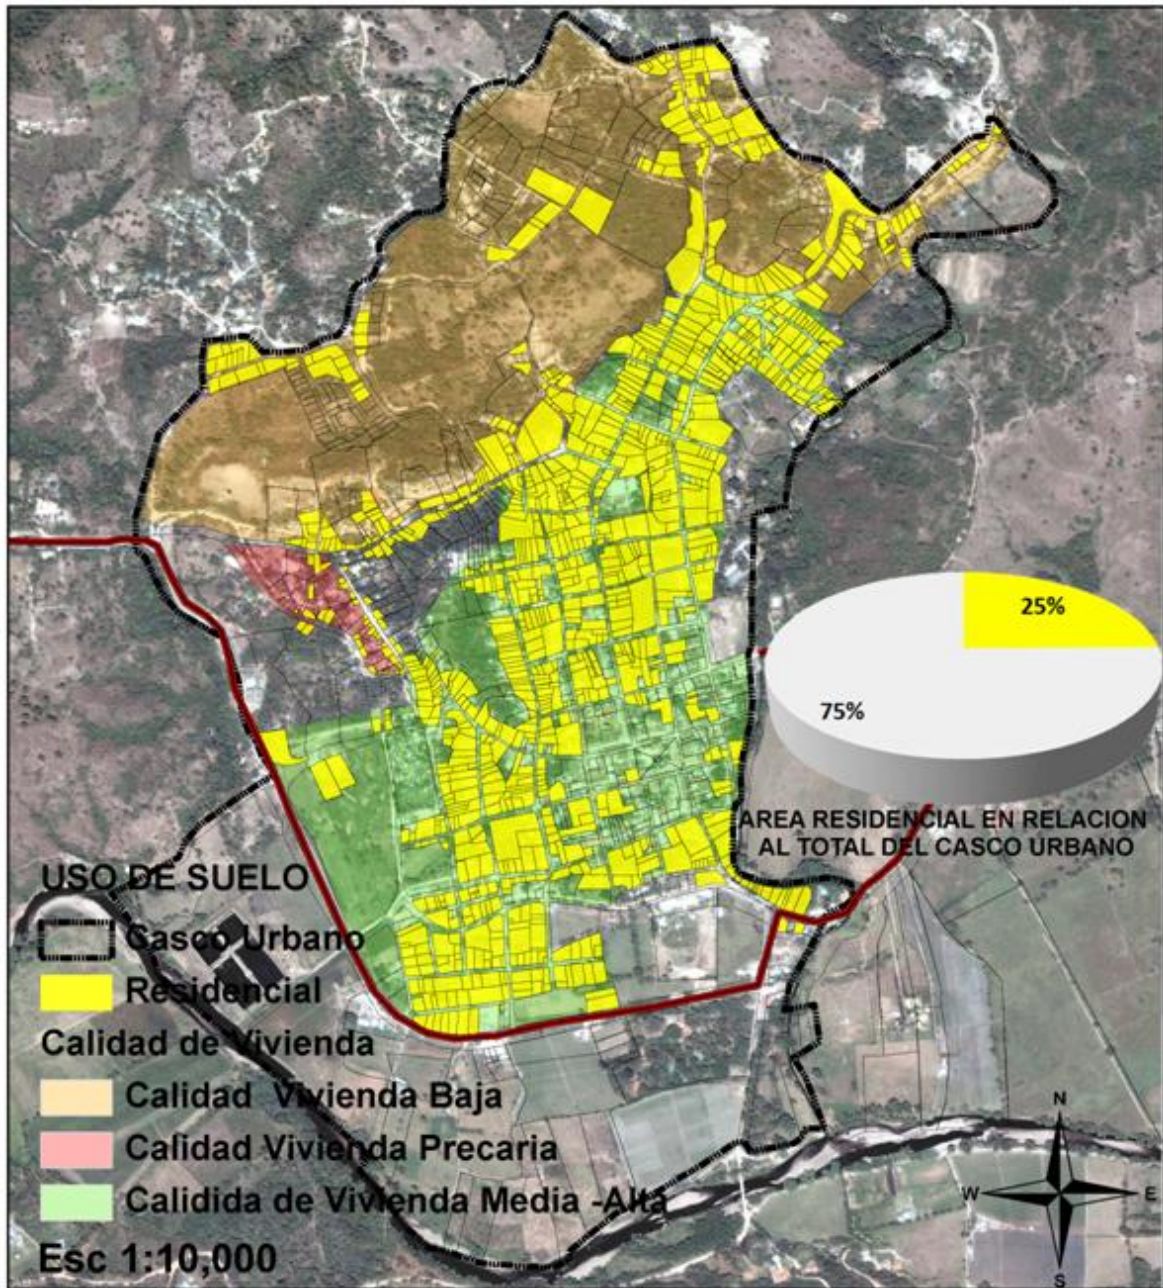 25%
75%
AREA RESIDENCIAL EN RELACION
AL TOTAL DEL CASCO URBANO
USO DE SUELO
Casco Urbano
Residencial
Calidad de Vivienda
Calidad Vivienda Baja
Calidad Vivienda Precaria
Calidida de Vivienda Media -Alta
Esc 1:10,000
N
W
E
S